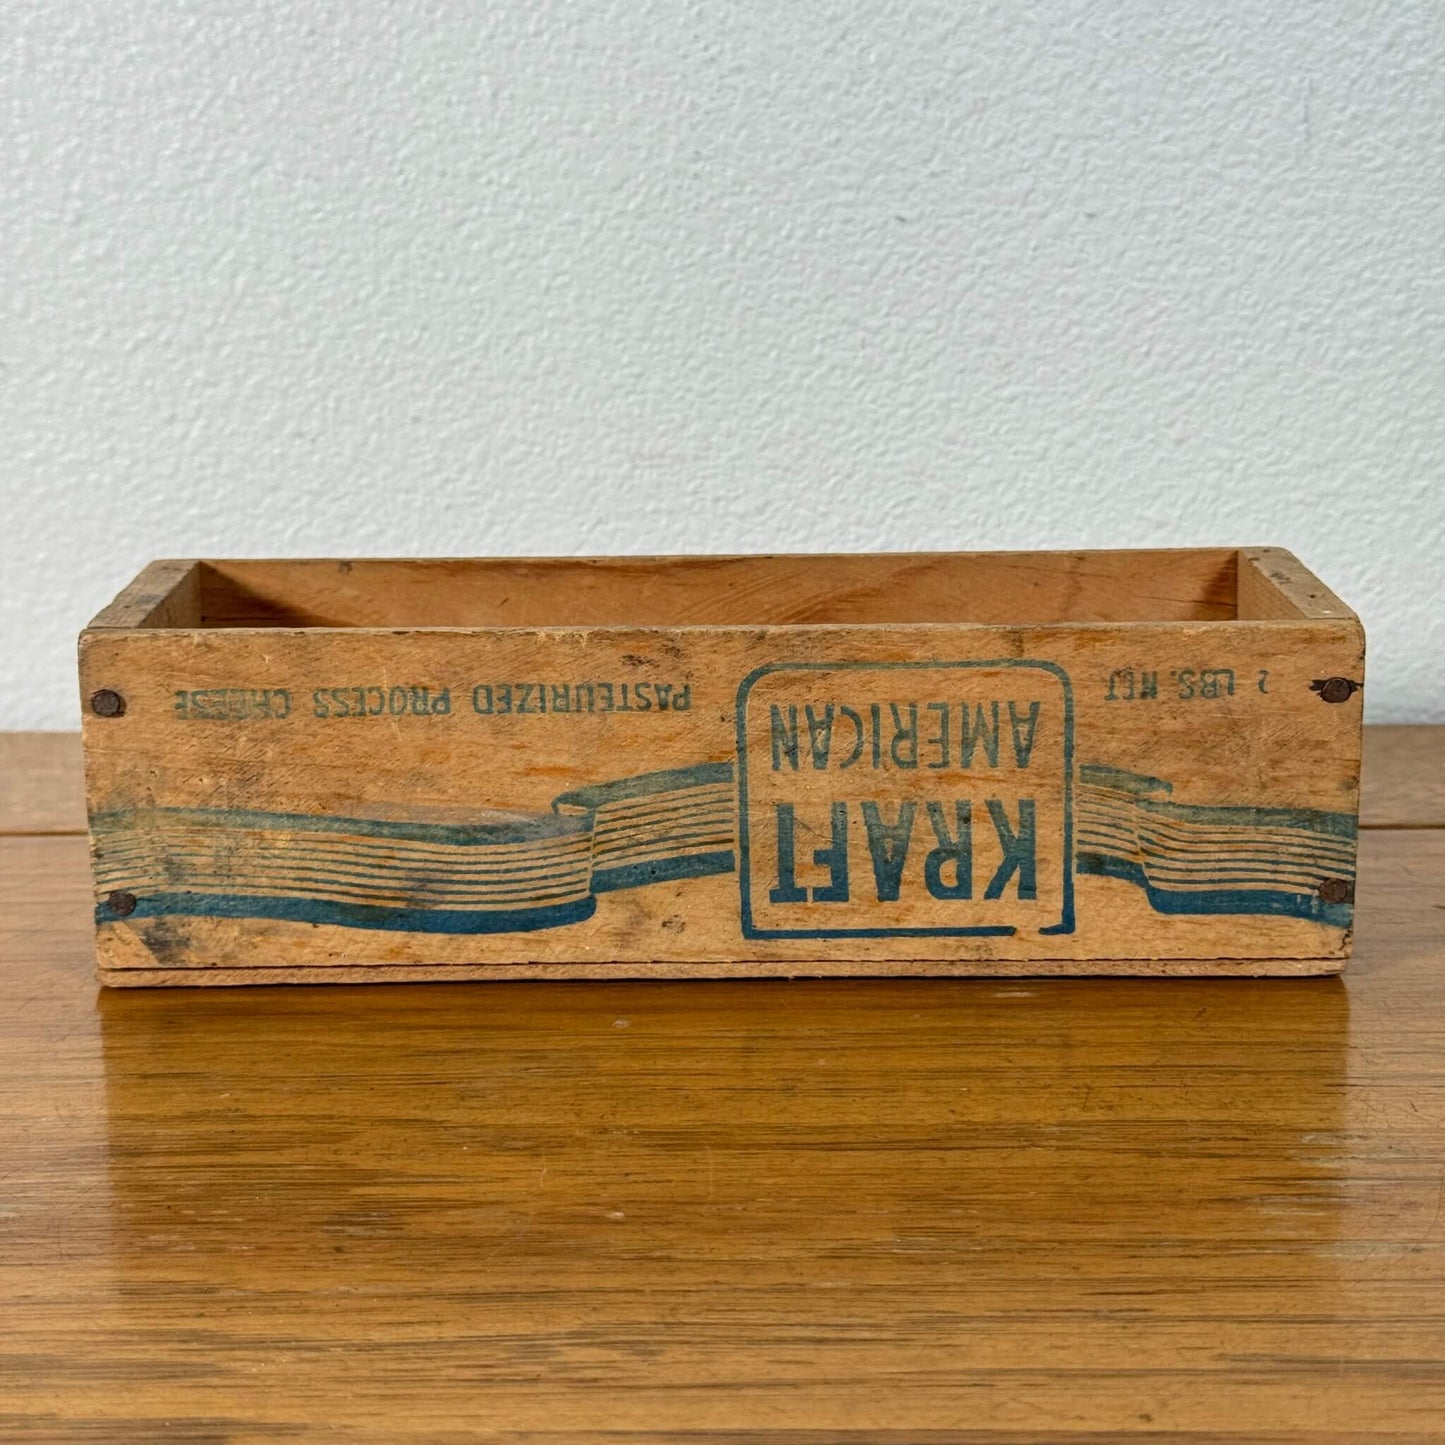 2 LBS. NET
KRAFT
AMERICAN
PASTEURIZED PROCESS CHEESE